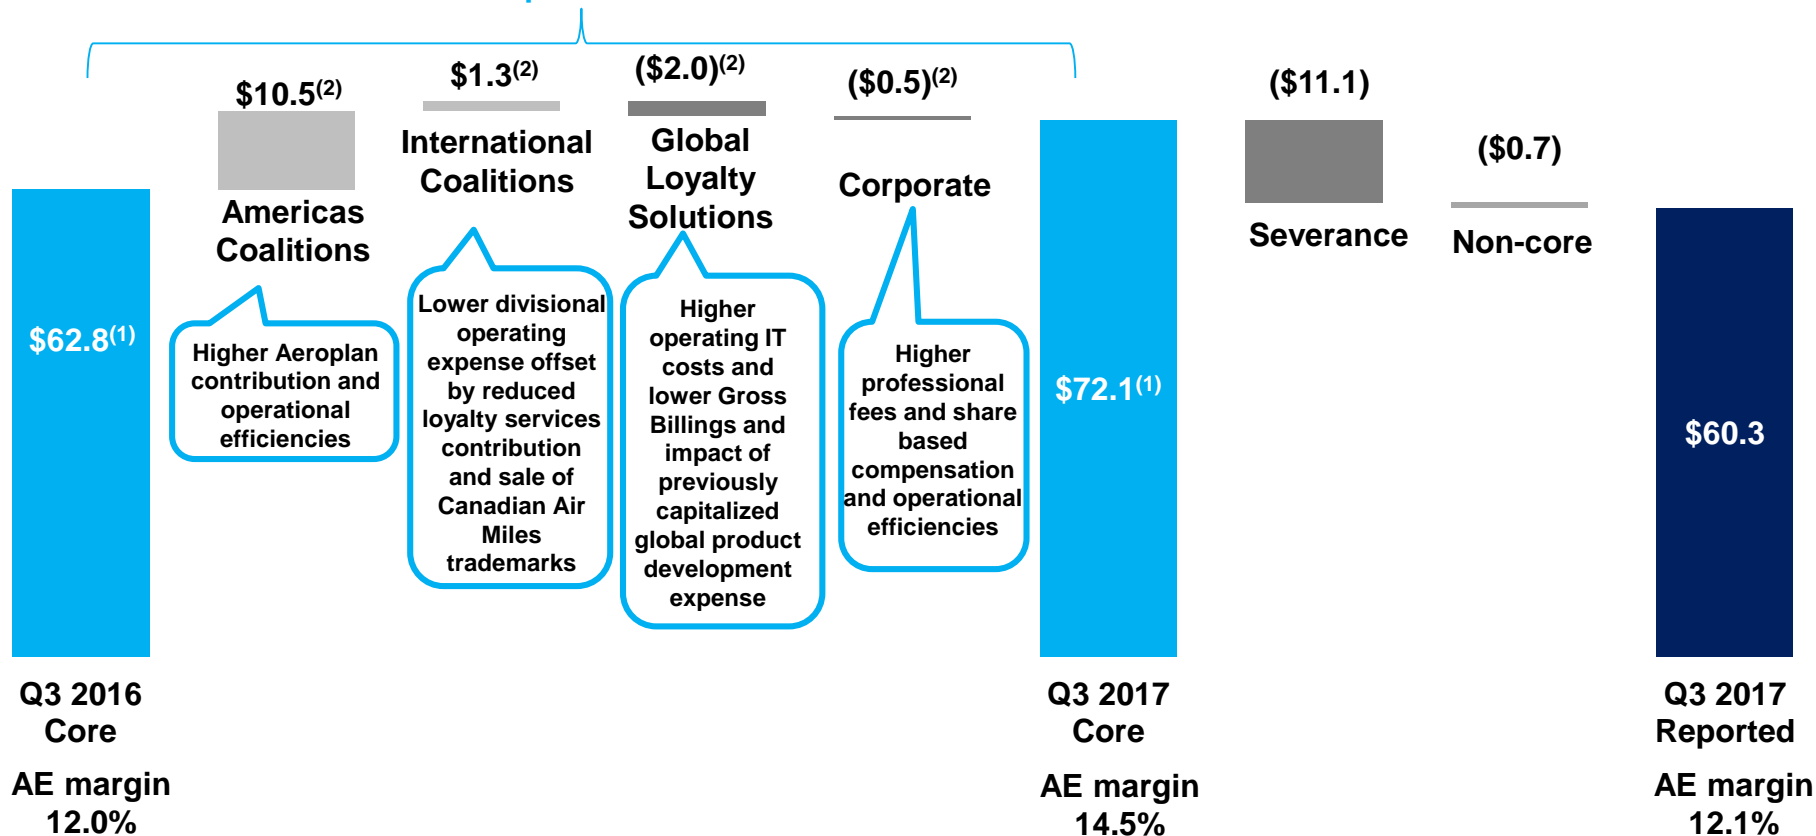 $62.8(1)
Q3 2016
Core
AE margin
12.0%
$10.5(2)
Americas
Coalitions
Higher Aeroplan
contribution and
operational
efficiencies
$1.3(2)
International
Coalitions
Lower divisional
operating
expense offset
by reduced
loyalty services
contribution
and sale of
Canadian Air
Miles
trademarks
($2.0)(2)
Global
Loyalty
Solutions
Higher
operating IT
costs and
lower Gross
Billings and
impact of
previously
capitalized
global product
development
expense
($0.5)(2)
Corporate
Higher
professional
fees and share
based
compensation
and operational
efficiencies
$72.1(1)
Q3 2017
Core
AE margin
14.5%
($11.1)
Severance
($0.7)
Non-core
$60.3
Q3 2017
Reported
AE margin
12.1%